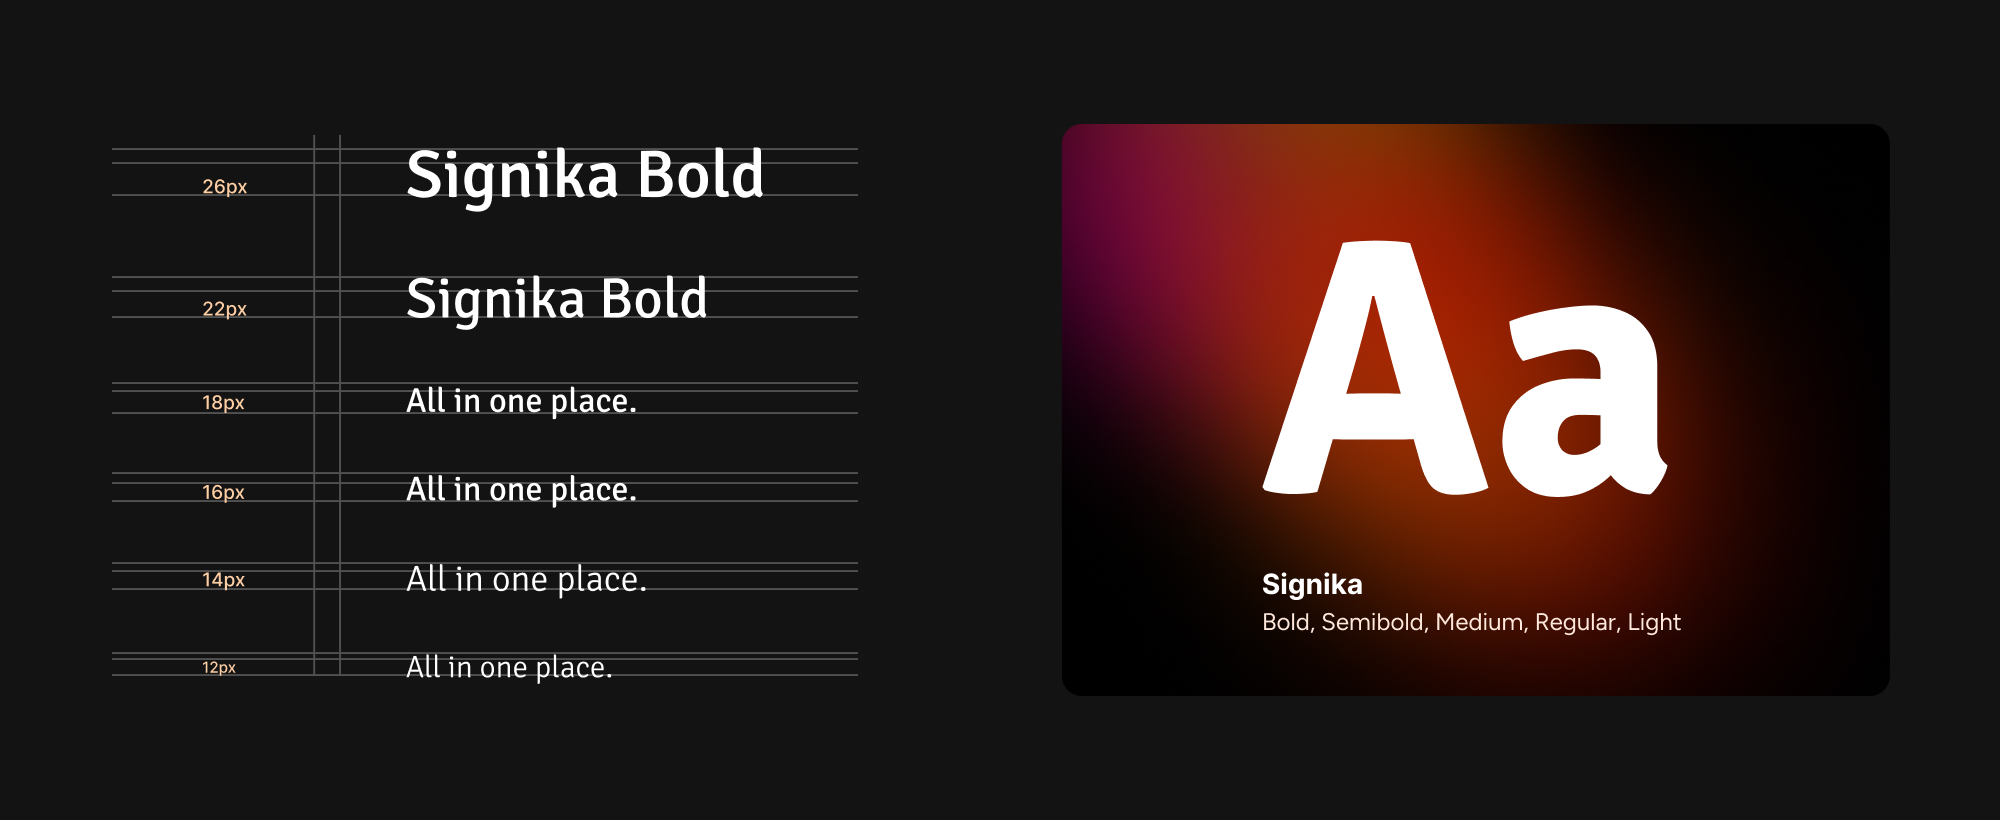 26px Signika Bold
22px Signika Bold
18px All in one place.
16px All in one place.
14px All in one place.
12px All in one place.
Aa
Signika
Bold, Semibold, Medium, Regular, Light